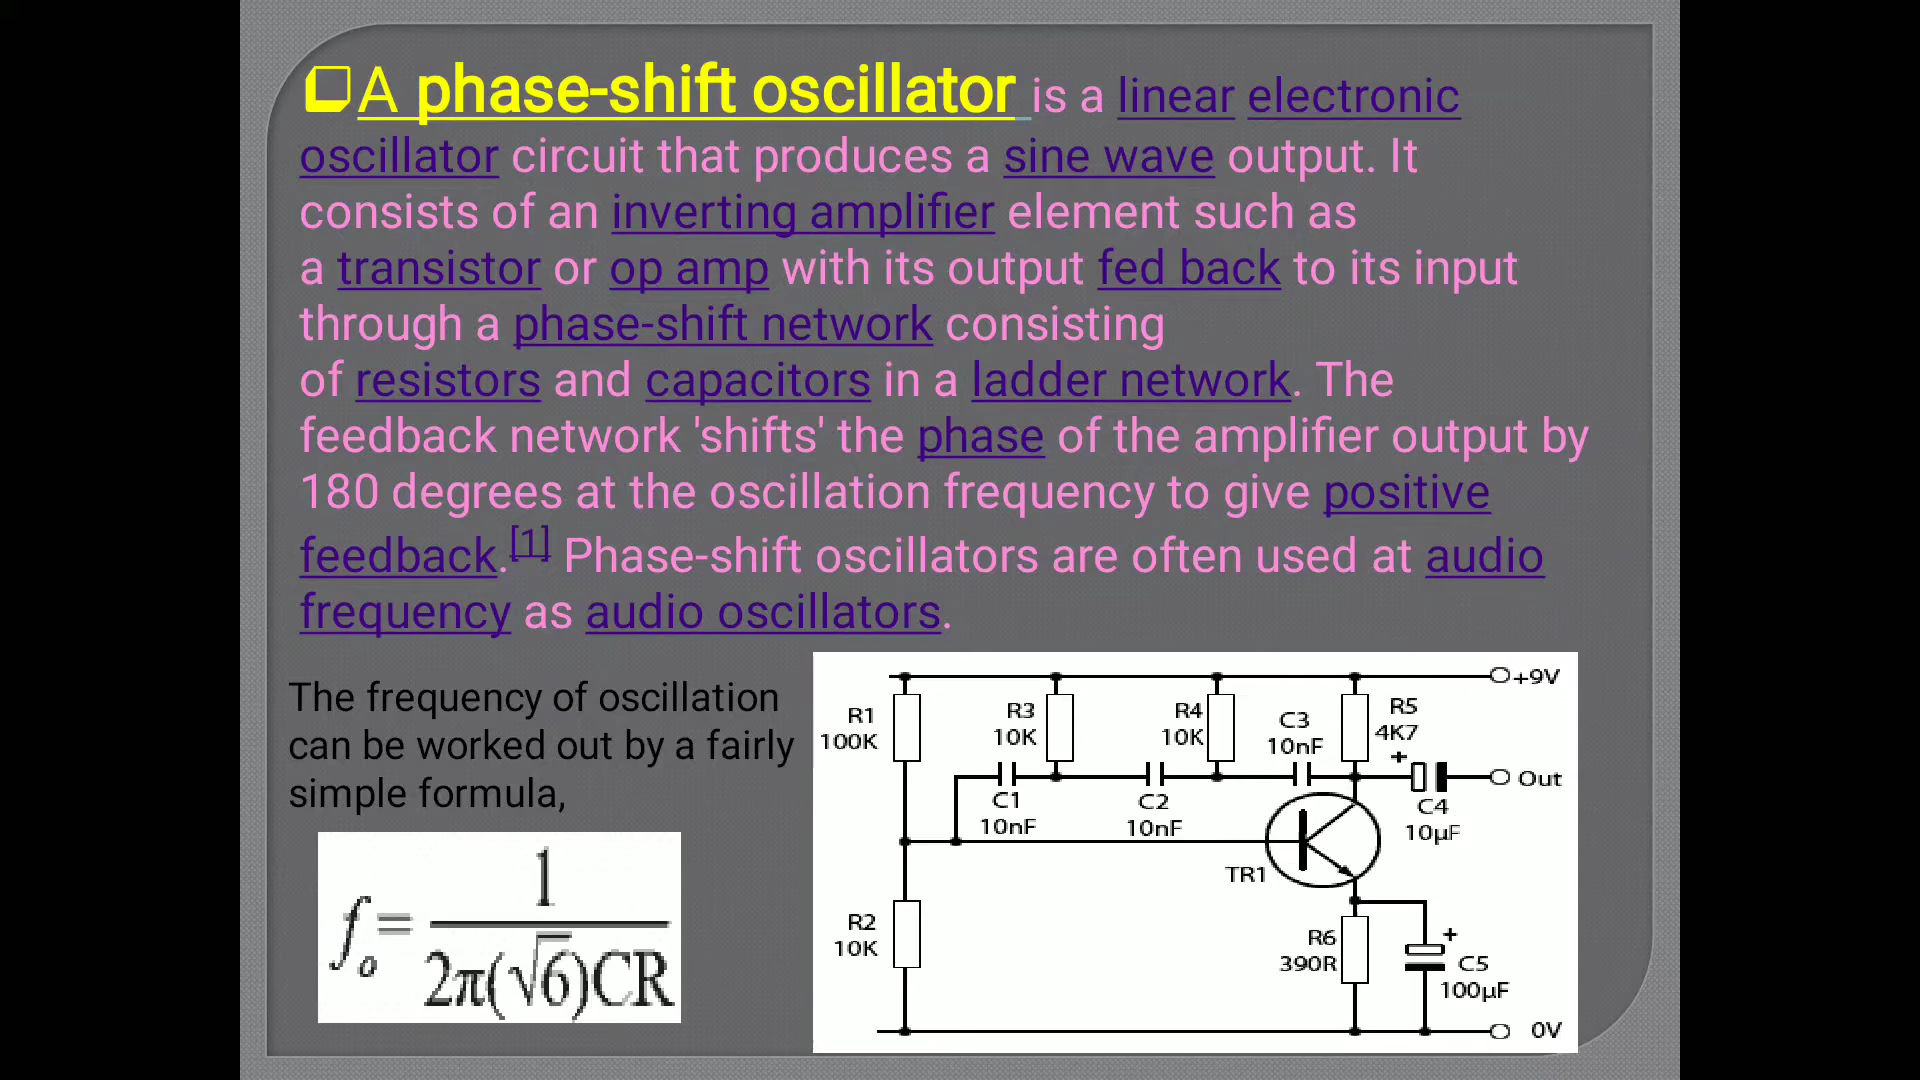 A phase-shift oscillator is a linear electronic
oscillator circuit that produces a sine wave output. It
consists of an inverting amplifier element such as
a transistor or op amp with its output fed back to its input
through a phase-shift network consisting
of resistors and capacitors in a ladder network. The
feedback network 'shifts' the phase of the amplifier output by
180 degrees at the oscillation frequency to give positive
feedback.[1] Phase-shift oscillators are often used at audio
frequency as audio oscillators.
The frequency of oscillation
can be worked out by a fairly
simple formula,
fo = 1 / 2π(√6)CR
+9V
R1
100K
R3
10K
R4
10K
C3
10nF
R5
4K7
+
Out
C1
10nF
C2
10nF
C4
10µF
TR1
R2
10K
R6
390R
+
C5
100µF
0V